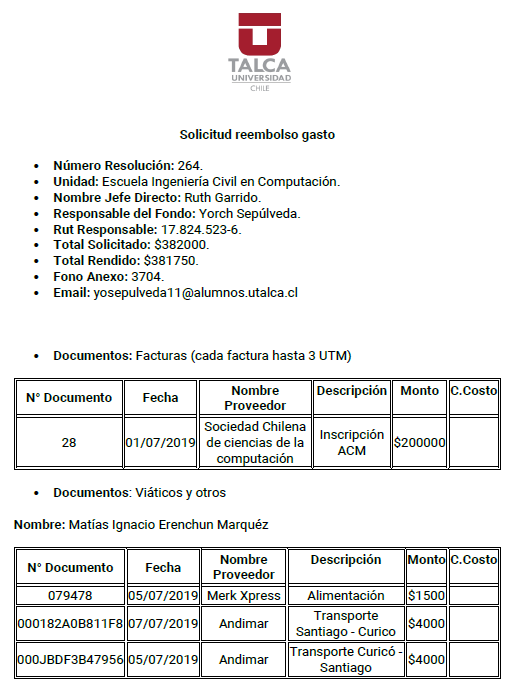 TALCA
UNIVERSIDAD
CHILE
Solicitud reembolso gasto
• Número Resolución: 264.
• Unidad: Escuela Ingeniería Civil en Computación.
• Nombre Jefe Directo: Ruth Garrido.
• Responsable del Fondo: Yorch Sepúlveda.
• Rut Responsable: 17.824.523-6.
• Total Solicitado: $382000.
• Total Rendido: $381750.
• Fono Anexo: 3704.
• Email: yosepulveda11@alumnos.utalca.cl
• Documentos: Facturas (cada factura hasta 3 UTM)
N° Documento Fecha Nombre Proveedor Descripción Monto C.Costo
28 01/07/2019 Sociedad Chilena de ciencias de la computación Inscripción ACM $200000
• Documentos: Viáticos y otros
Nombre: Matías Ignacio Erenchun Marquéz
N° Documento Fecha Nombre Proveedor Descripción Monto C.Costo
079478 05/07/2019 Merk Xpress Alimentación $1500
000182A0B811F8 07/07/2019 Andimar Transporte Santiago - Curico $4000
000JBDF3B47956 05/07/2019 Andimar Transporte Curicó - Santiago $4000